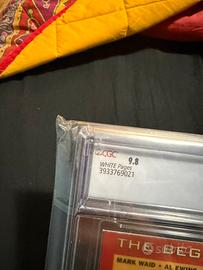 CGC 9.8
WHITE Pages
3933769021
THE BEG
MARK WAID • AL EWING